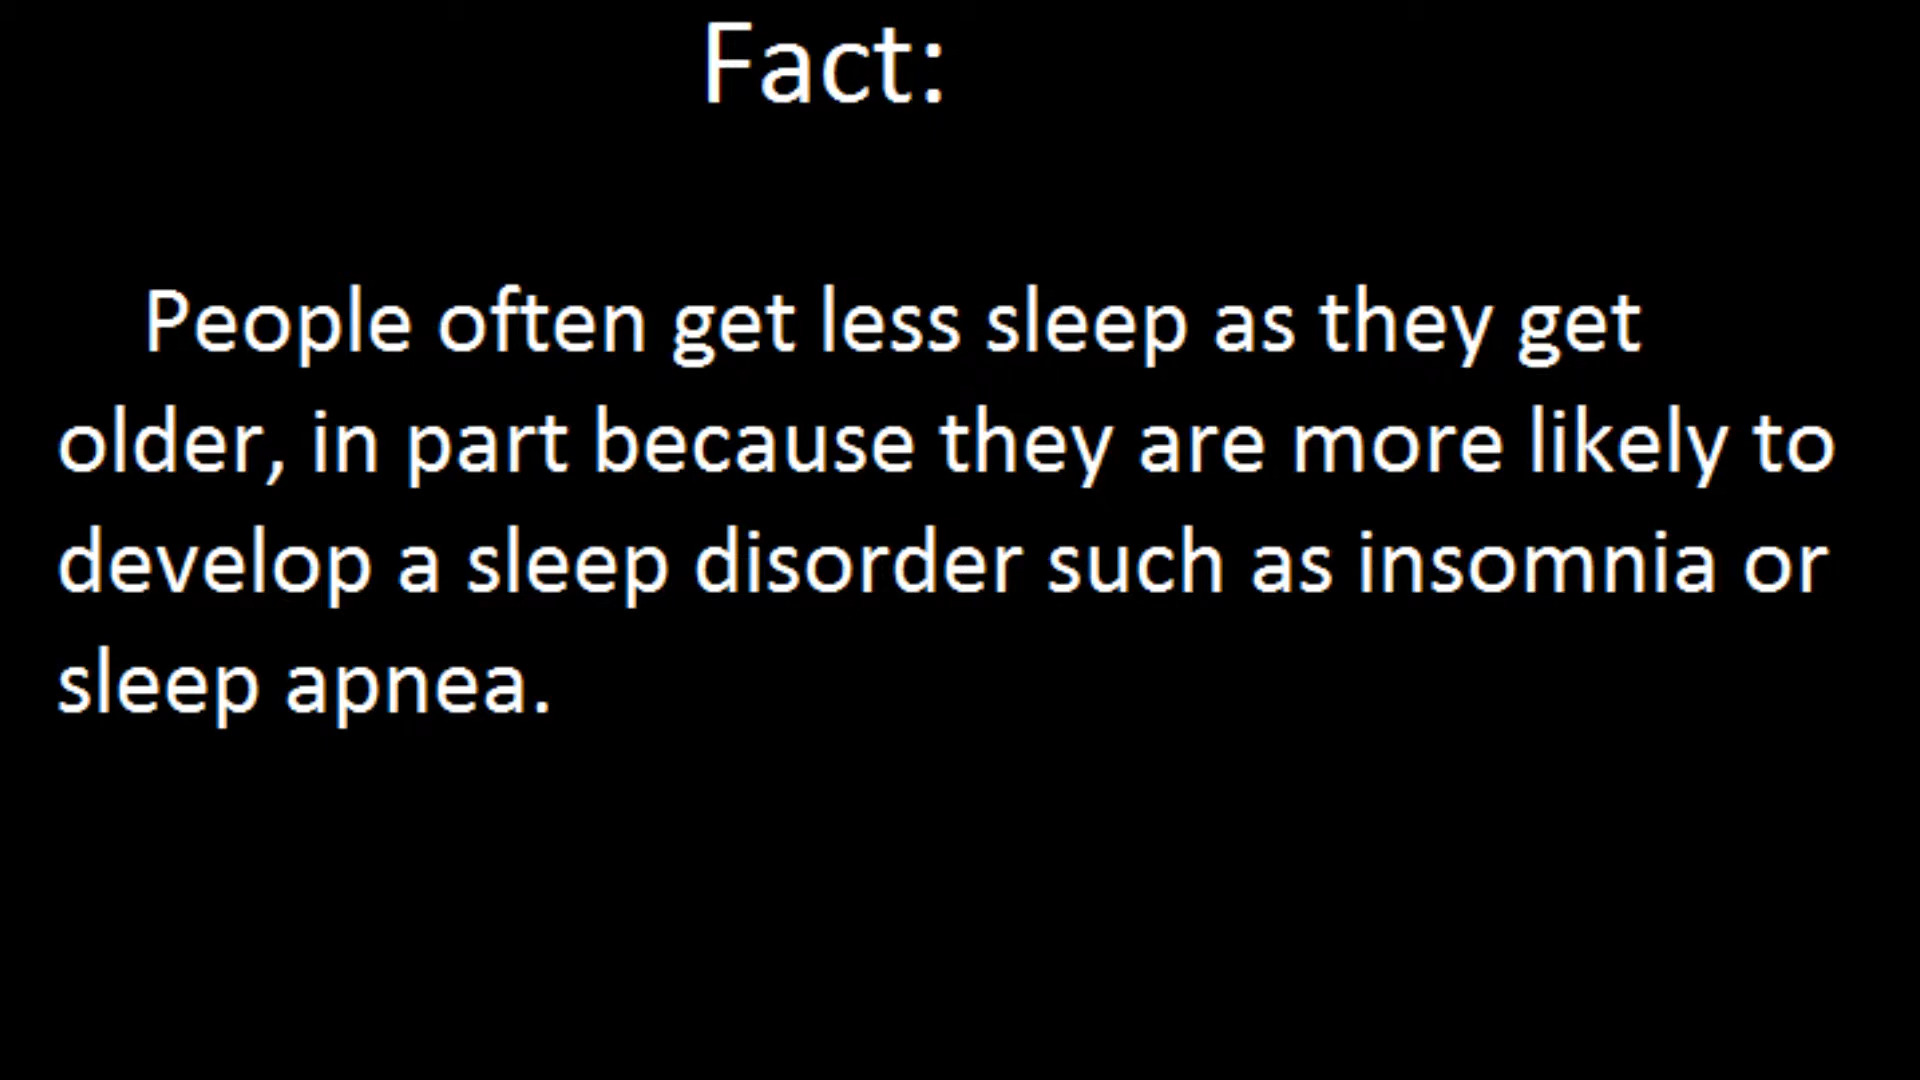 Fact:
People often get less sleep as they get
older, in part because they are more likely to
develop a sleep disorder such as insomnia or
sleep apnea.